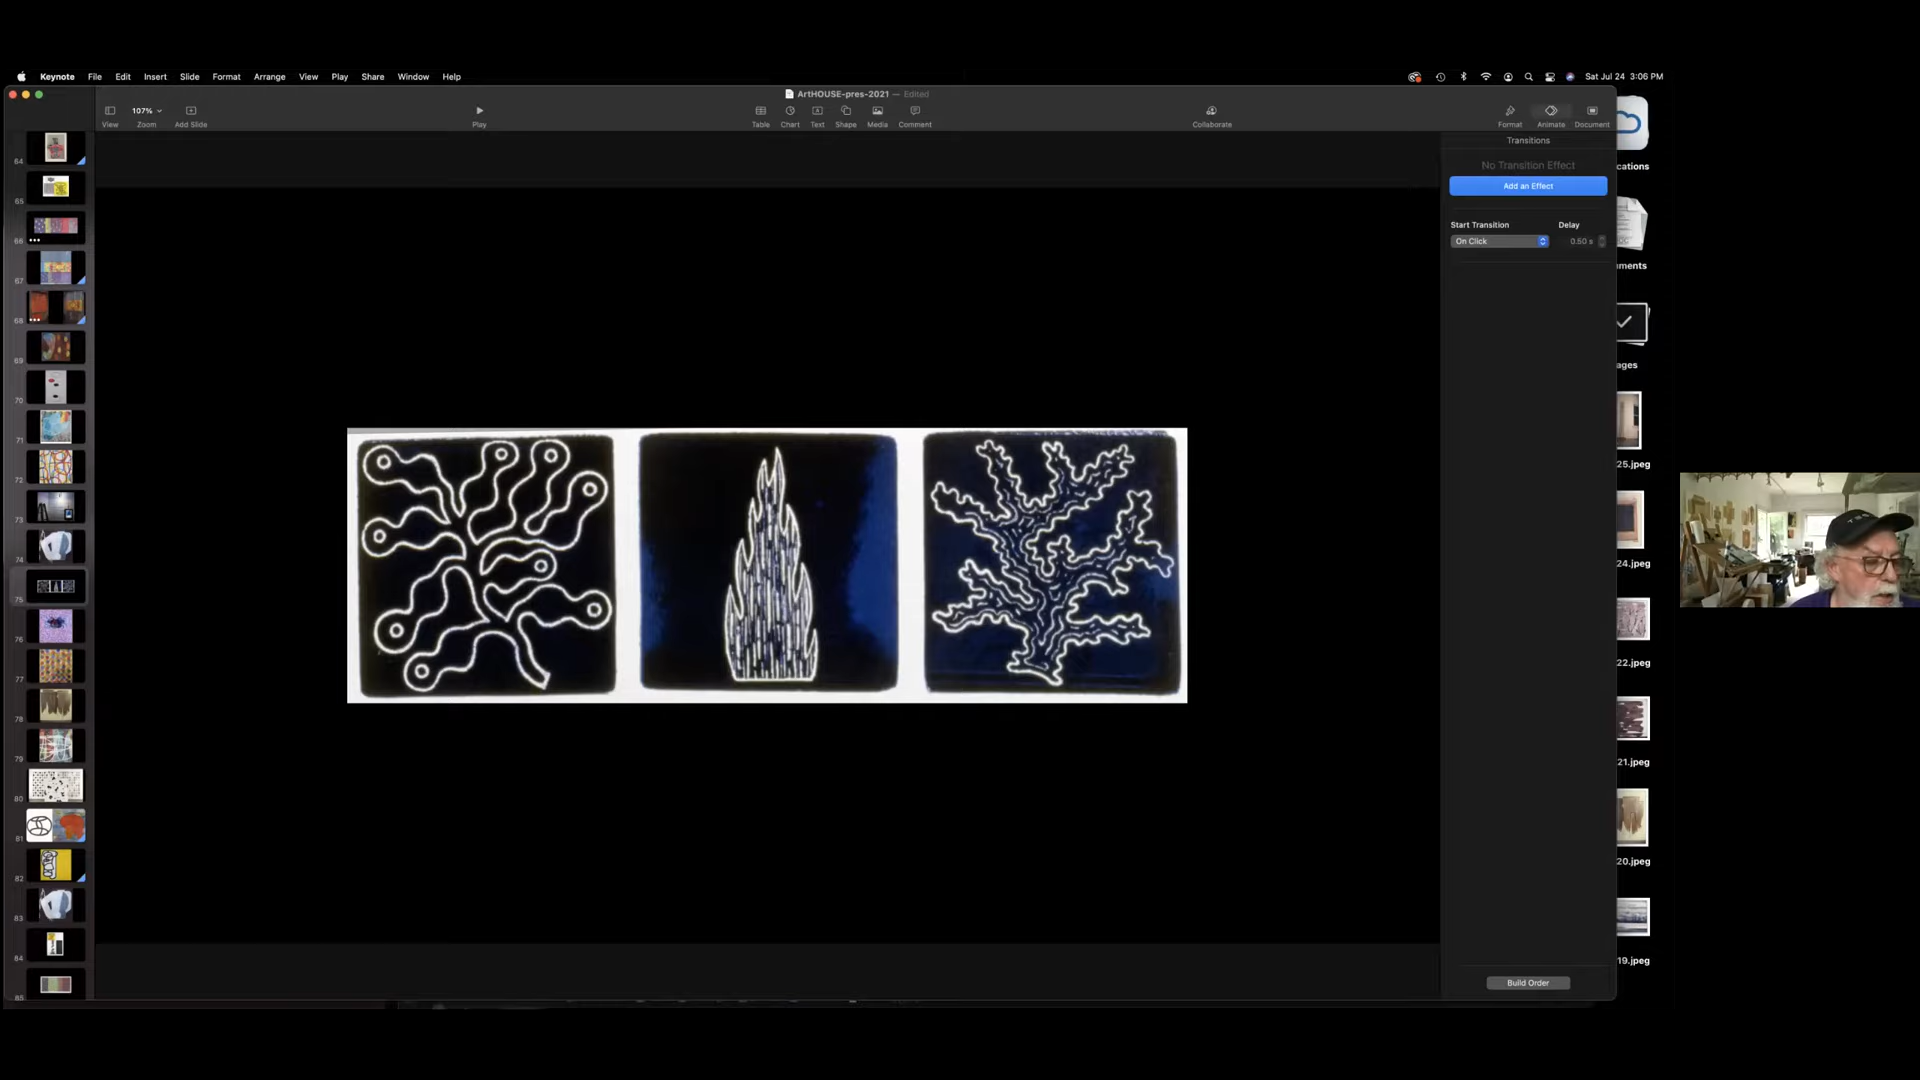 Keynote File Edit Insert Slide Format Arrange View Play Share Window Help
Sat Jul 24 3:06 PM
ArtHOUSE-pres-2021 — Edited
107%
View Zoom Add Slide Play Table Chart Text Shape Media Comment Collaborate Format Animate Document
Transitions
No Transition Effect
Add an Effect
Start Transition Delay
On Click 0.50 s
Build Order
64
65
66
67
68
69
70
71
72
73
74
75
76
77
78
79
80
81
82
83
84
85
cations
uments
ages
25.jpeg
24.jpeg
22.jpeg
21.jpeg
20.jpeg
19.jpeg